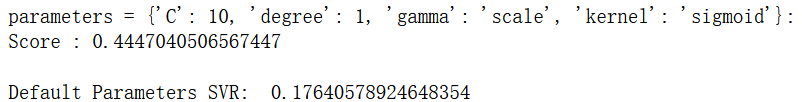 parameters = {'C': 10, 'degree': 1, 'gamma': 'scale', 'kernel': 'sigmoid'}:
Score : 0.4447040506567447
Default Parameters SVR:  0.17640578924648354